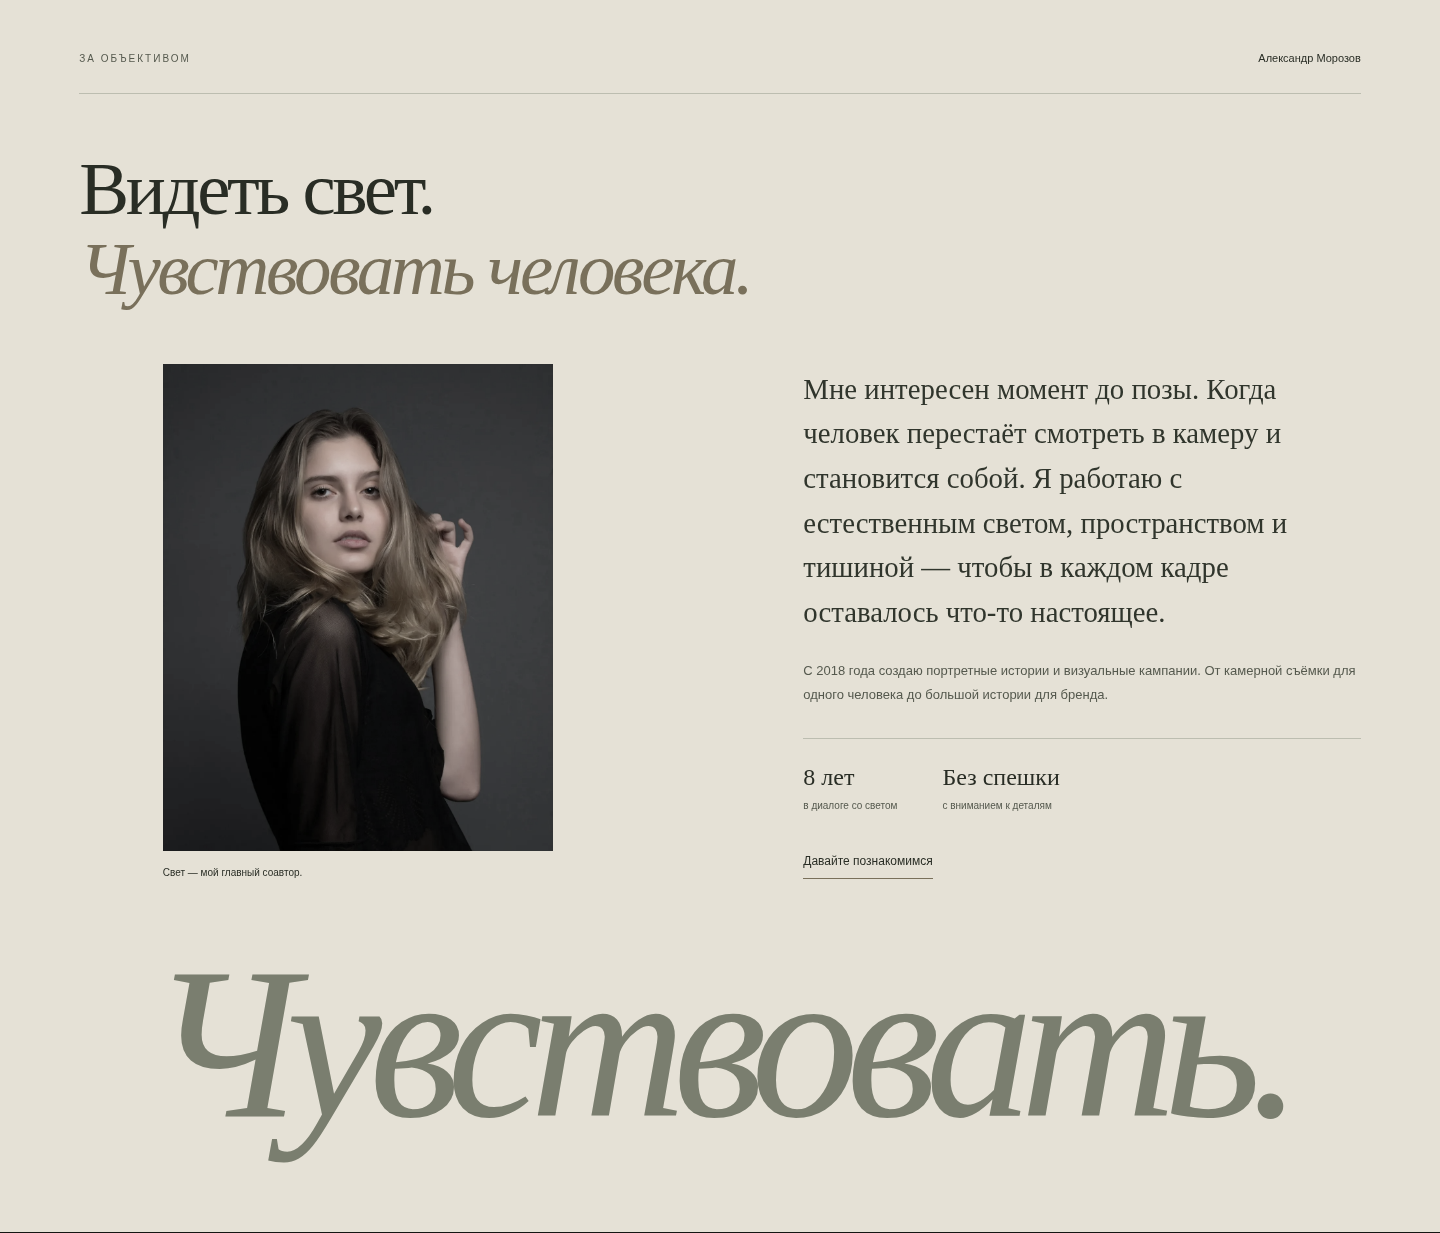 ЗА ОБЪЕКТИВОМ
Александр Морозов
Видеть свет.
Чувствовать человека.
Мне интересен момент до позы. Когда
человек перестаёт смотреть в камеру и
становится собой. Я работаю с
естественным светом, пространством и
тишиной — чтобы в каждом кадре
оставалось что-то настоящее.
С 2018 года создаю портретные истории и визуальные кампании. От камерной съёмки для
одного человека до большой истории для бренда.
8 лет
в диалоге со светом
Без спешки
с вниманием к деталям
Давайте познакомимся
Свет — мой главный соавтор.
Чувствовать.